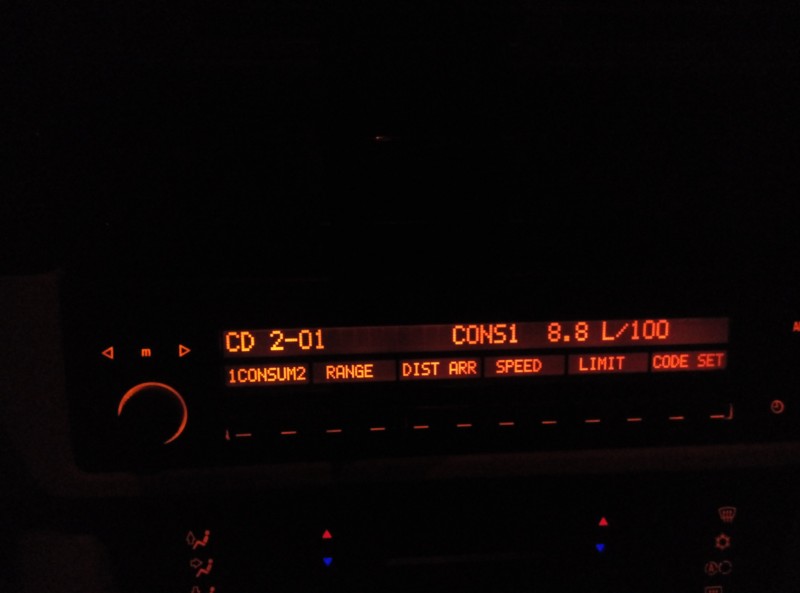 CD 2-01 CONS1 8.8 L/100
m
1CONSUM2 RANGE DIST ARR SPEED LIMIT CODE SET